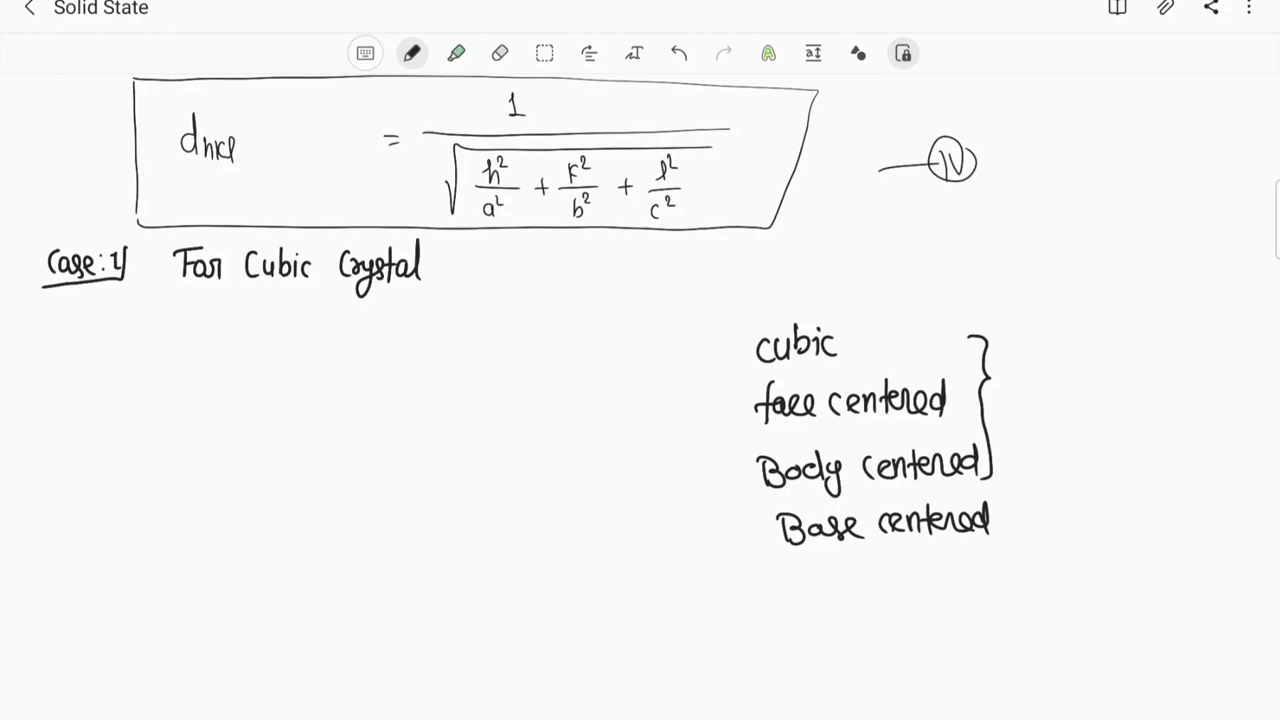 Solid State
d_hkl = 1 / √(h²/a² + k²/b² + l²/c²) — IV
Case:1) For Cubic Crystal
cubic
face centered
Body centered
Base centered